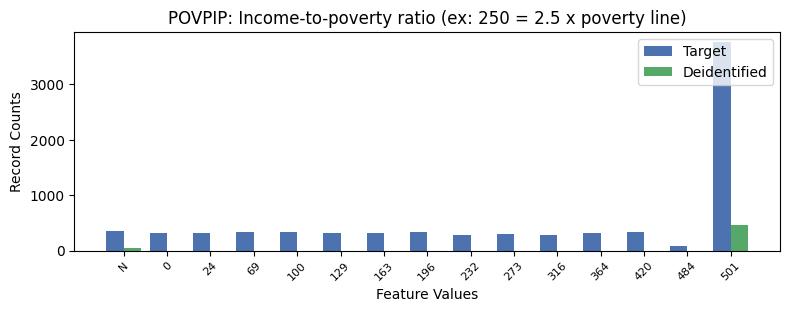 POVPIP: Income-to-poverty ratio (ex: 250 = 2.5 x poverty line)
Target
Deidentified
Record Counts
3000
2000
1000
0
N 0 24 69 100 129 163 196 232 273 316 364 420 484 501
Feature Values